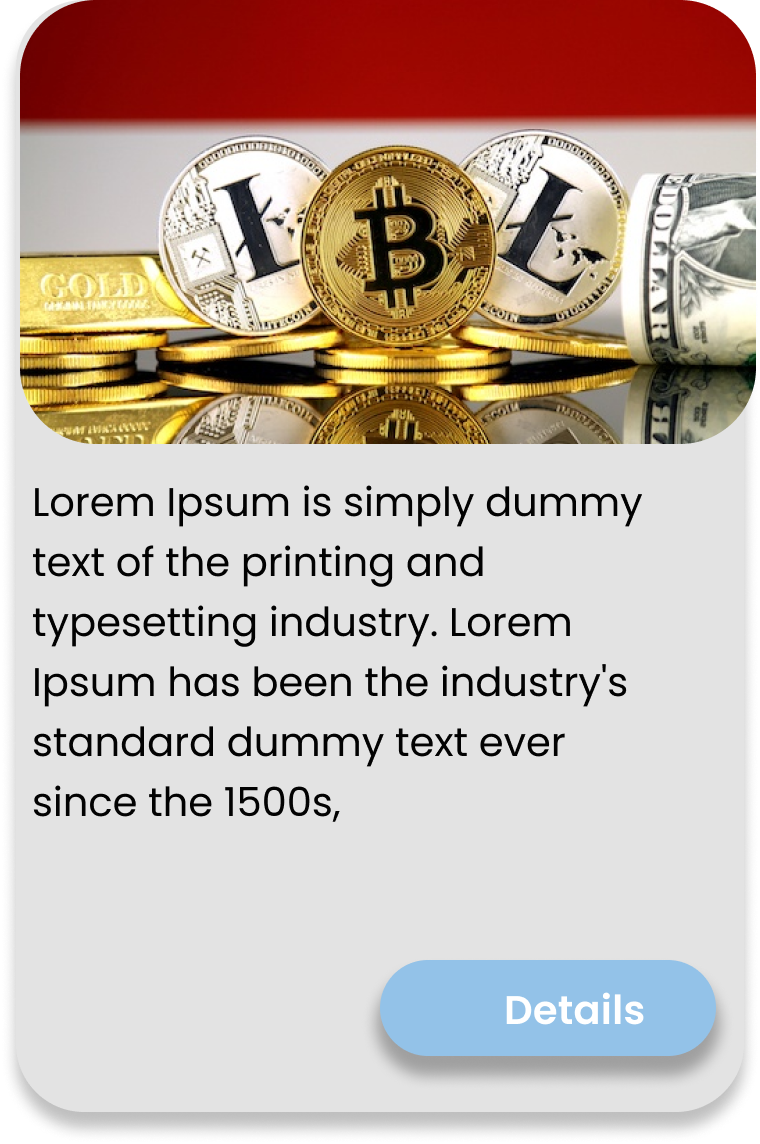 GOLD
LITECOIN
Lorem Ipsum is simply dummy
text of the printing and
typesetting industry. Lorem
Ipsum has been the industry's
standard dummy text ever
since the 1500s,
Details